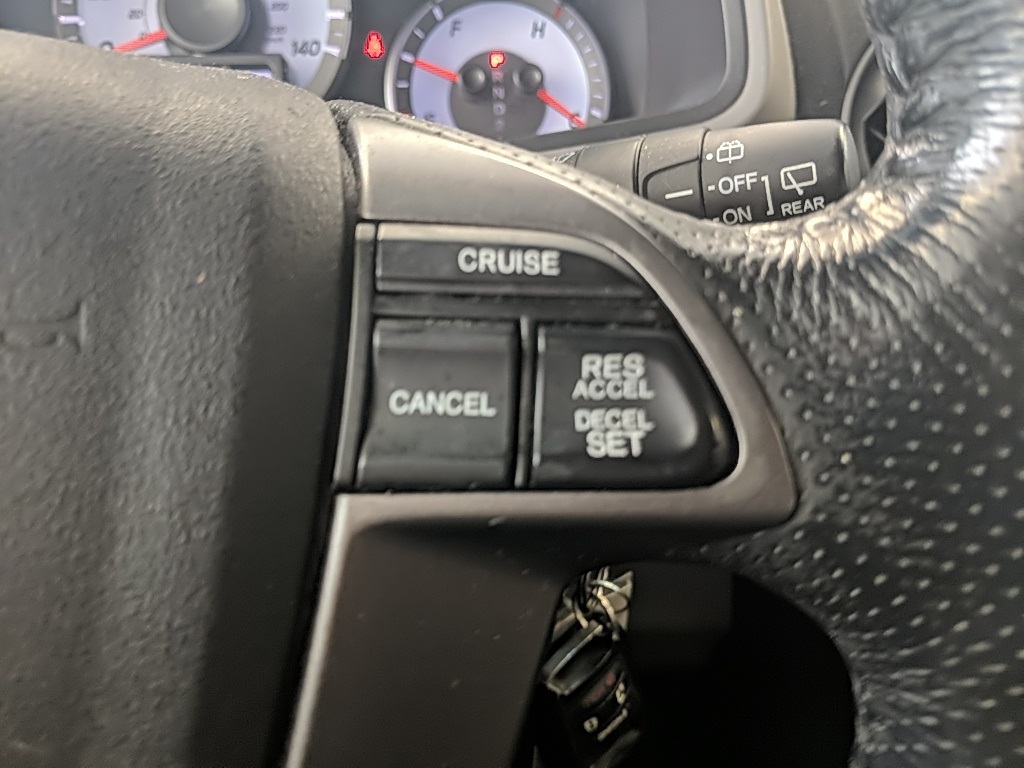 140
F
H
P
R
N
D
OFF
ON
REAR
CRUISE
CANCEL
RES
ACCEL
DECEL
SET